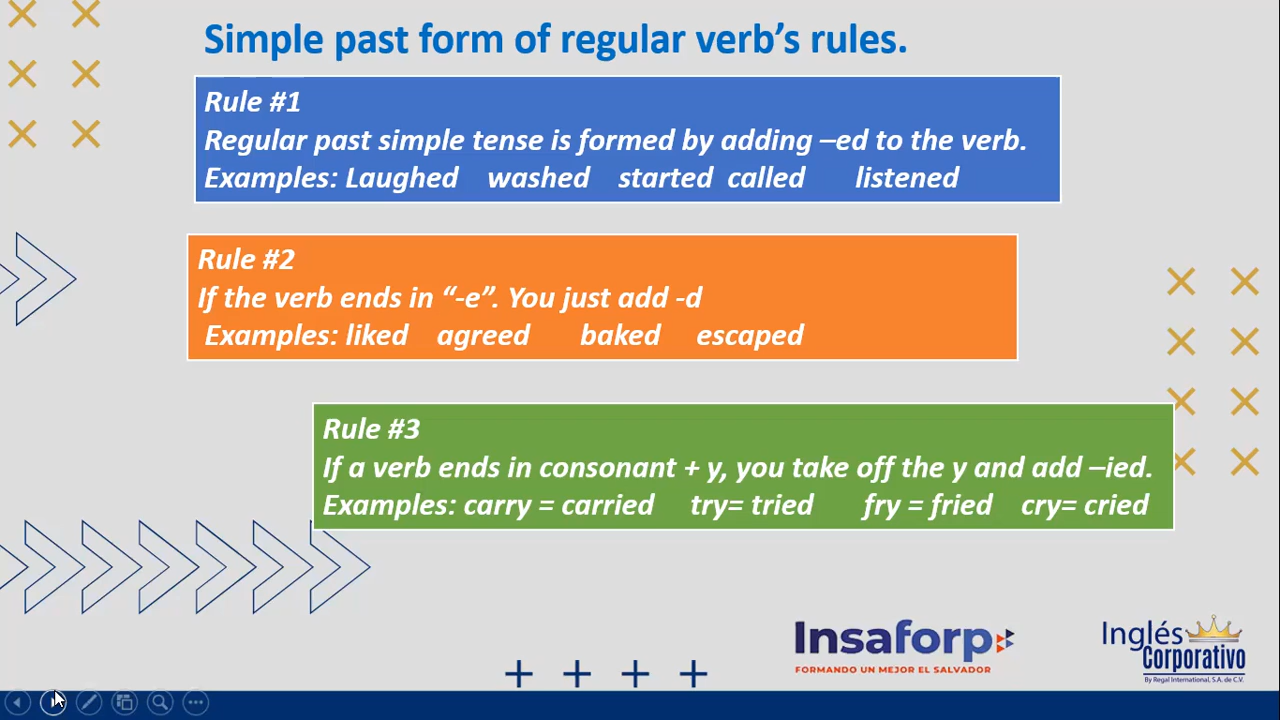 Simple past form of regular verb’s rules.
Rule #1
Regular past simple tense is formed by adding –ed to the verb.
Examples: Laughed washed started called listened
Rule #2
If the verb ends in “-e”. You just add -d
Examples: liked agreed baked escaped
Rule #3
If a verb ends in consonant + y, you take off the y and add –ied.
Examples: carry = carried try= tried fry = fried cry= cried
Insaforp
FORMANDO UN MEJOR EL SALVADOR
Inglés
Corporativo
By Regal International, S.A. de C.V.